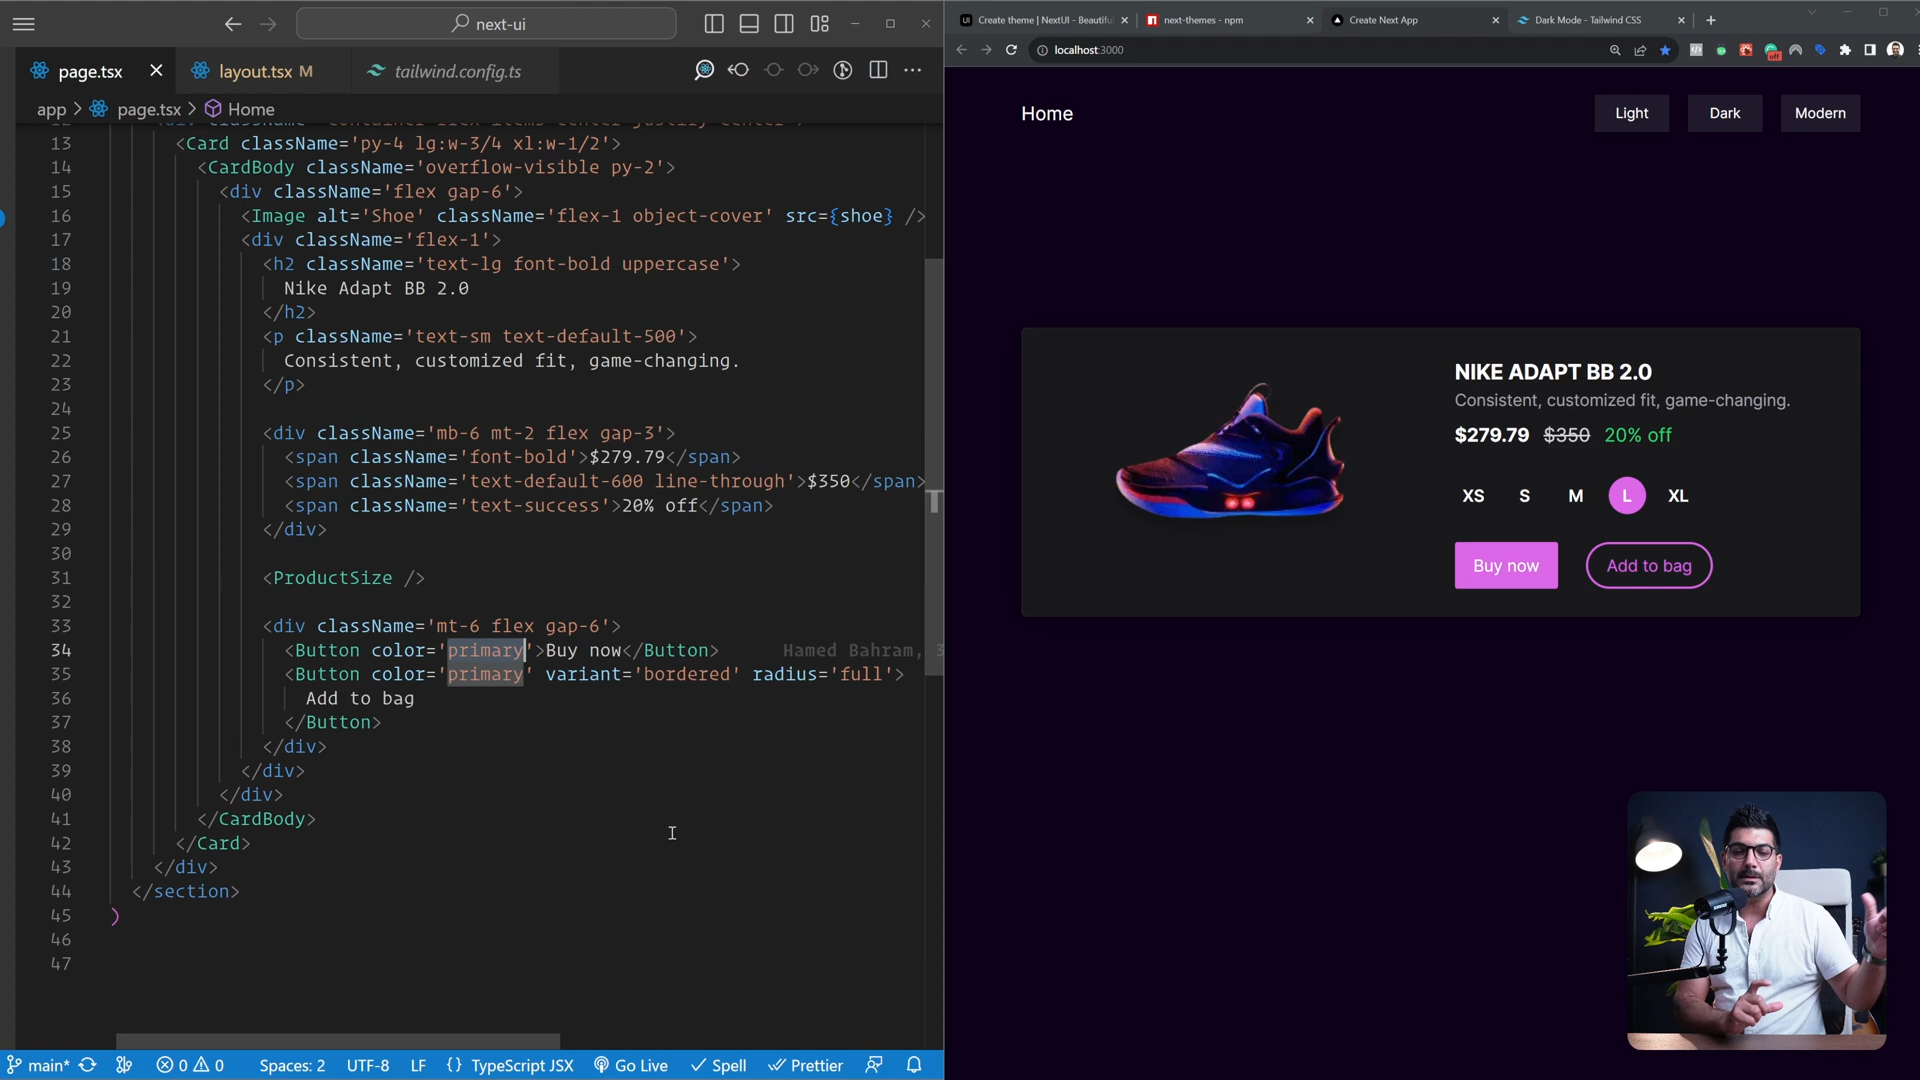 next-ui
page.tsx
layout.tsx M
tailwind.config.ts
app > page.tsx > Home
13 <Card className='py-4 lg:w-3/4 xl:w-1/2'>
14 <CardBody className='overflow-visible py-2'>
15 <div className='flex gap-6'>
16 <Image alt='Shoe' className='flex-1 object-cover' src={shoe} />
17 <div className='flex-1'>
18 <h2 className='text-lg font-bold uppercase'>
19 Nike Adapt BB 2.0
20 </h2>
21 <p className='text-sm text-default-500'>
22 Consistent, customized fit, game-changing.
23 </p>
24
25 <div className='mb-6 mt-2 flex gap-3'>
26 <span className='font-bold'>$279.79</span>
27 <span className='text-default-600 line-through'>$350</span>
28 <span className='text-success'>20% off</span>
29 </div>
30
31 <ProductSize />
32
33 <div className='mt-6 flex gap-6'>
34 <Button color='primary'>Buy now</Button> Hamed Bahram, 3
35 <Button color='primary' variant='bordered' radius='full'>
36 Add to bag
37 </Button>
38 </div>
39 </div>
40 </div>
41 </CardBody>
42 </Card>
43 </div>
44 </section>
45 )
46
47
main* 0 0 Spaces: 2 UTF-8 LF {} TypeScript JSX Go Live Spell Prettier
Create theme | NextUI - Beautiful
next-themes - npm
Create Next App
Dark Mode - Tailwind CSS
localhost:3000
off
Home
Light
Dark
Modern
NIKE ADAPT BB 2.0
Consistent, customized fit, game-changing.
$279.79 $350 20% off
XS S M L XL
Buy now
Add to bag